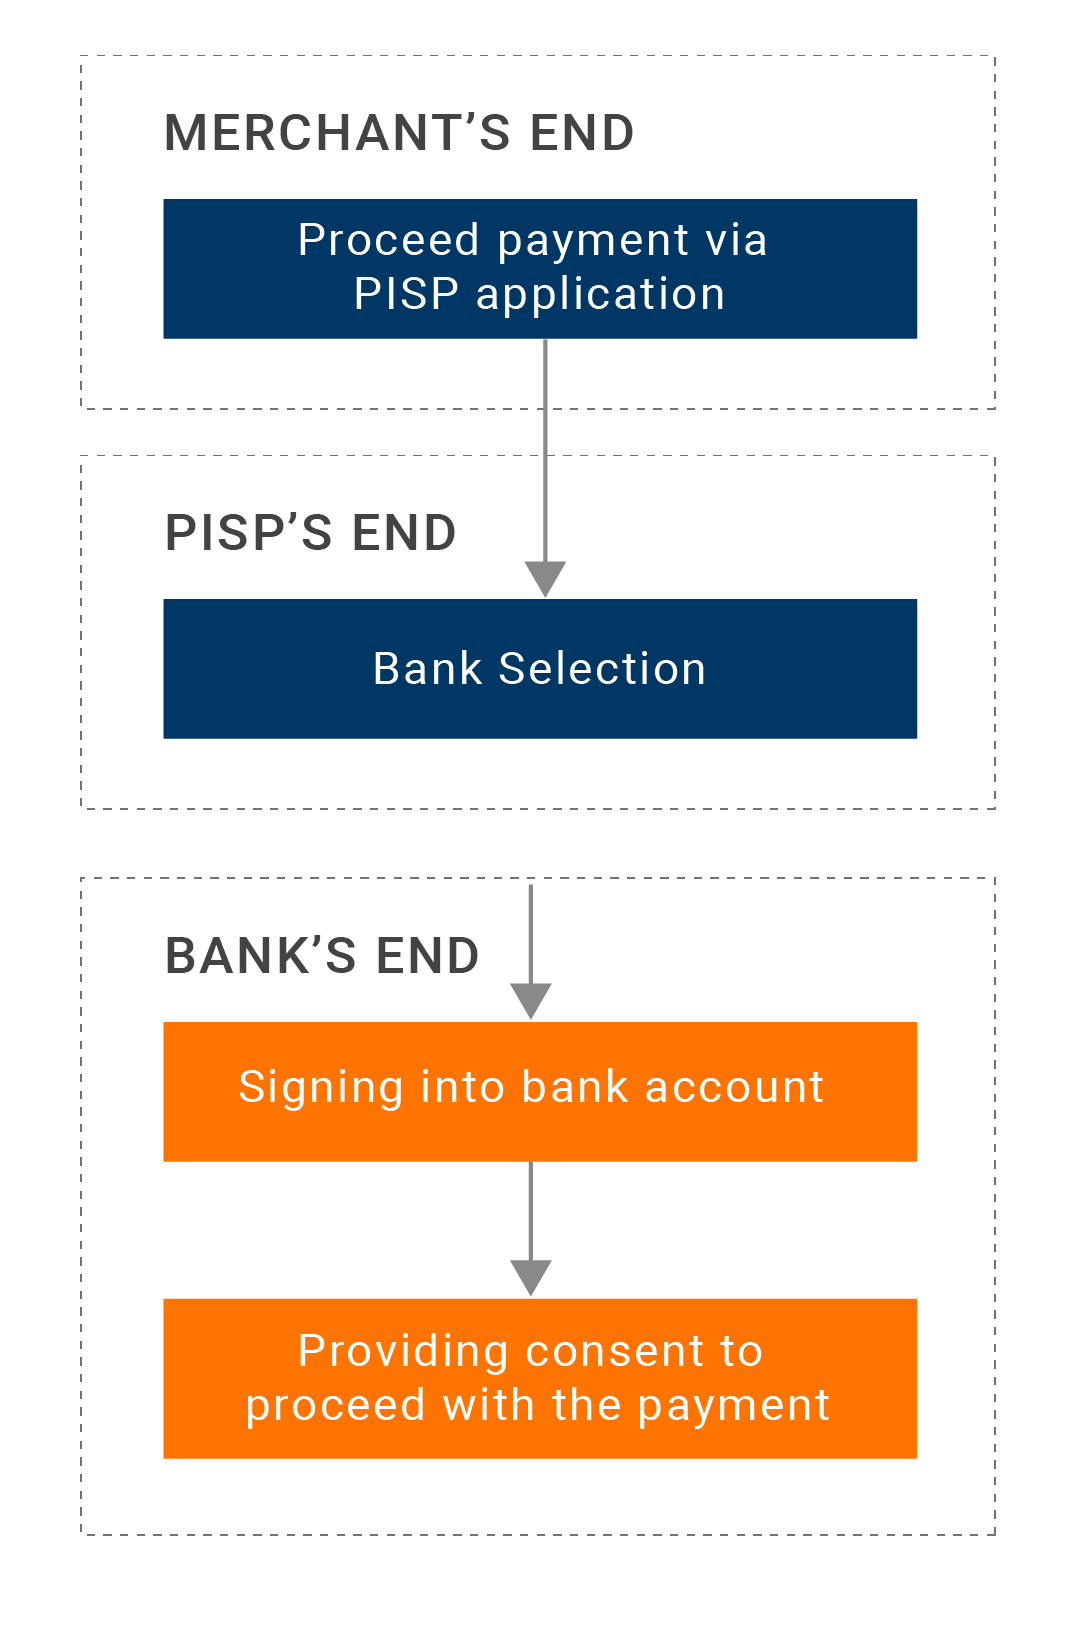 MERCHANT’S END
Proceed payment via
PISP application
PISP’S END
Bank Selection
BANK’S END
Signing into bank account
Providing consent to
proceed with the payment